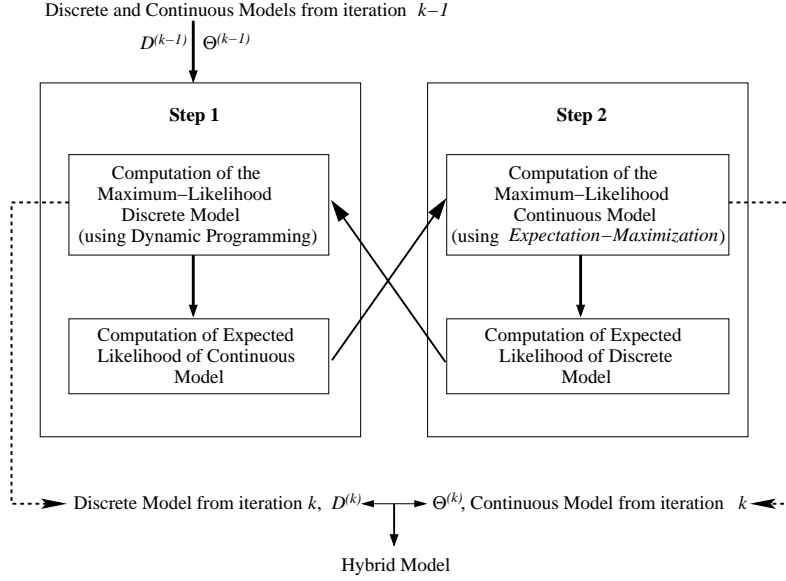 Discrete and Continuous Models from iteration k−1
D(k−1) Θ(k−1)
Step 1
Computation of the
Maximum−Likelihood
Discrete Model
(using Dynamic Programming)
Computation of Expected
Likelihood of Continuous
Model
Step 2
Computation of the
Maximum−Likelihood
Continuous Model
(using Expectation−Maximization)
Computation of Expected
Likelihood of Discrete
Model
Discrete Model from iteration k, D(k)
Θ(k), Continuous Model from iteration k
Hybrid Model